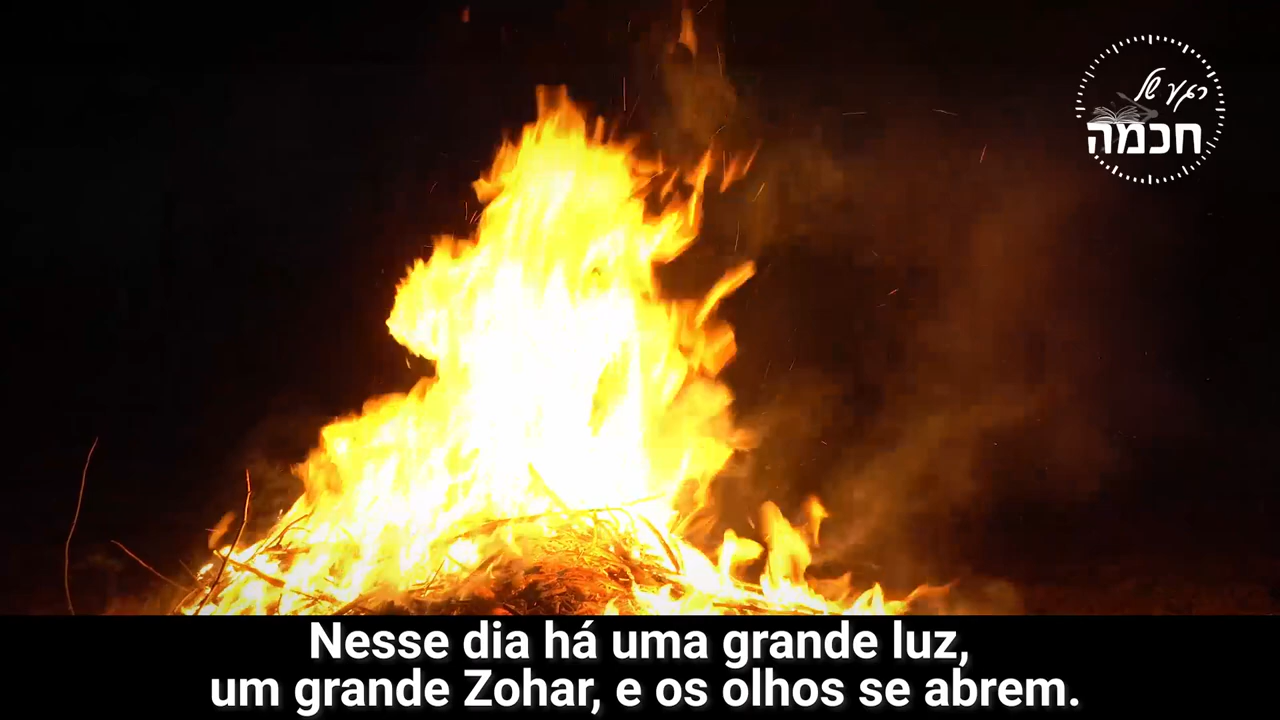 רגע של
חכמה
Nesse dia há uma grande luz,
um grande Zohar, e os olhos se abrem.